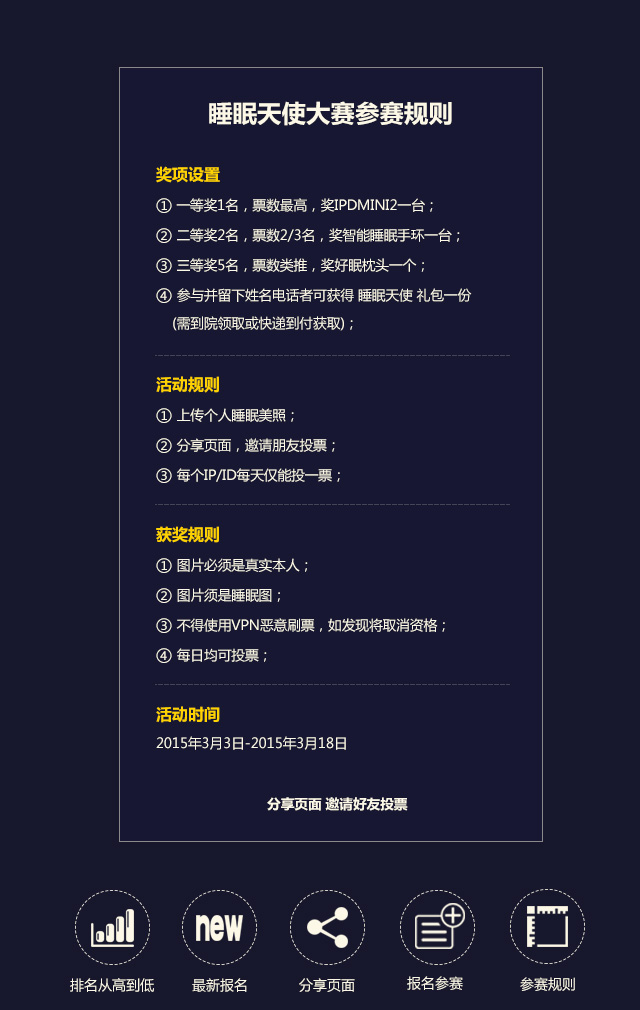 睡眠天使大赛参赛规则
奖项设置
① 一等奖1名，票数最高，奖IPDMINI2一台；
② 二等奖2名，票数2/3名，奖智能睡眠手环一台；
③ 三等奖5名，票数类推，奖好眠枕头一个；
④ 参与并留下姓名电话者可获得 睡眠天使 礼包一份
(需到院领取或快递到付获取)；
活动规则
① 上传个人睡眠美照；
② 分享页面，邀请朋友投票；
③ 每个IP/ID每天仅能投一票；
获奖规则
① 图片必须是真实本人；
② 图片须是睡眠图；
③ 不得使用VPN恶意刷票，如发现将取消资格；
④ 每日均可投票；
活动时间
2015年3月3日-2015年3月18日
分享页面 邀请好友投票
new
排名从高到低
最新报名
分享页面
报名参赛
参赛规则